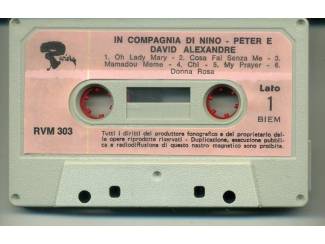 IN COMPAGNIA DI NINO - PETER E
DAVID ALEXANDRE
1. Oh Lady Mary - 2. Cosa Fai Senza Me - 3.
Mamadou Meme - 4. Chi - 5. My Prayer - 6.
Donna Rosa
Lato
1
BIEM
RVM 303
Tutti i diritti del produttore fonografico e del proprietario del-
le opere riprodotte riservati - Duplicazione, esecuzione pubbli-
ca e radiodiffusione di questo nastro magnetico sono proibite.